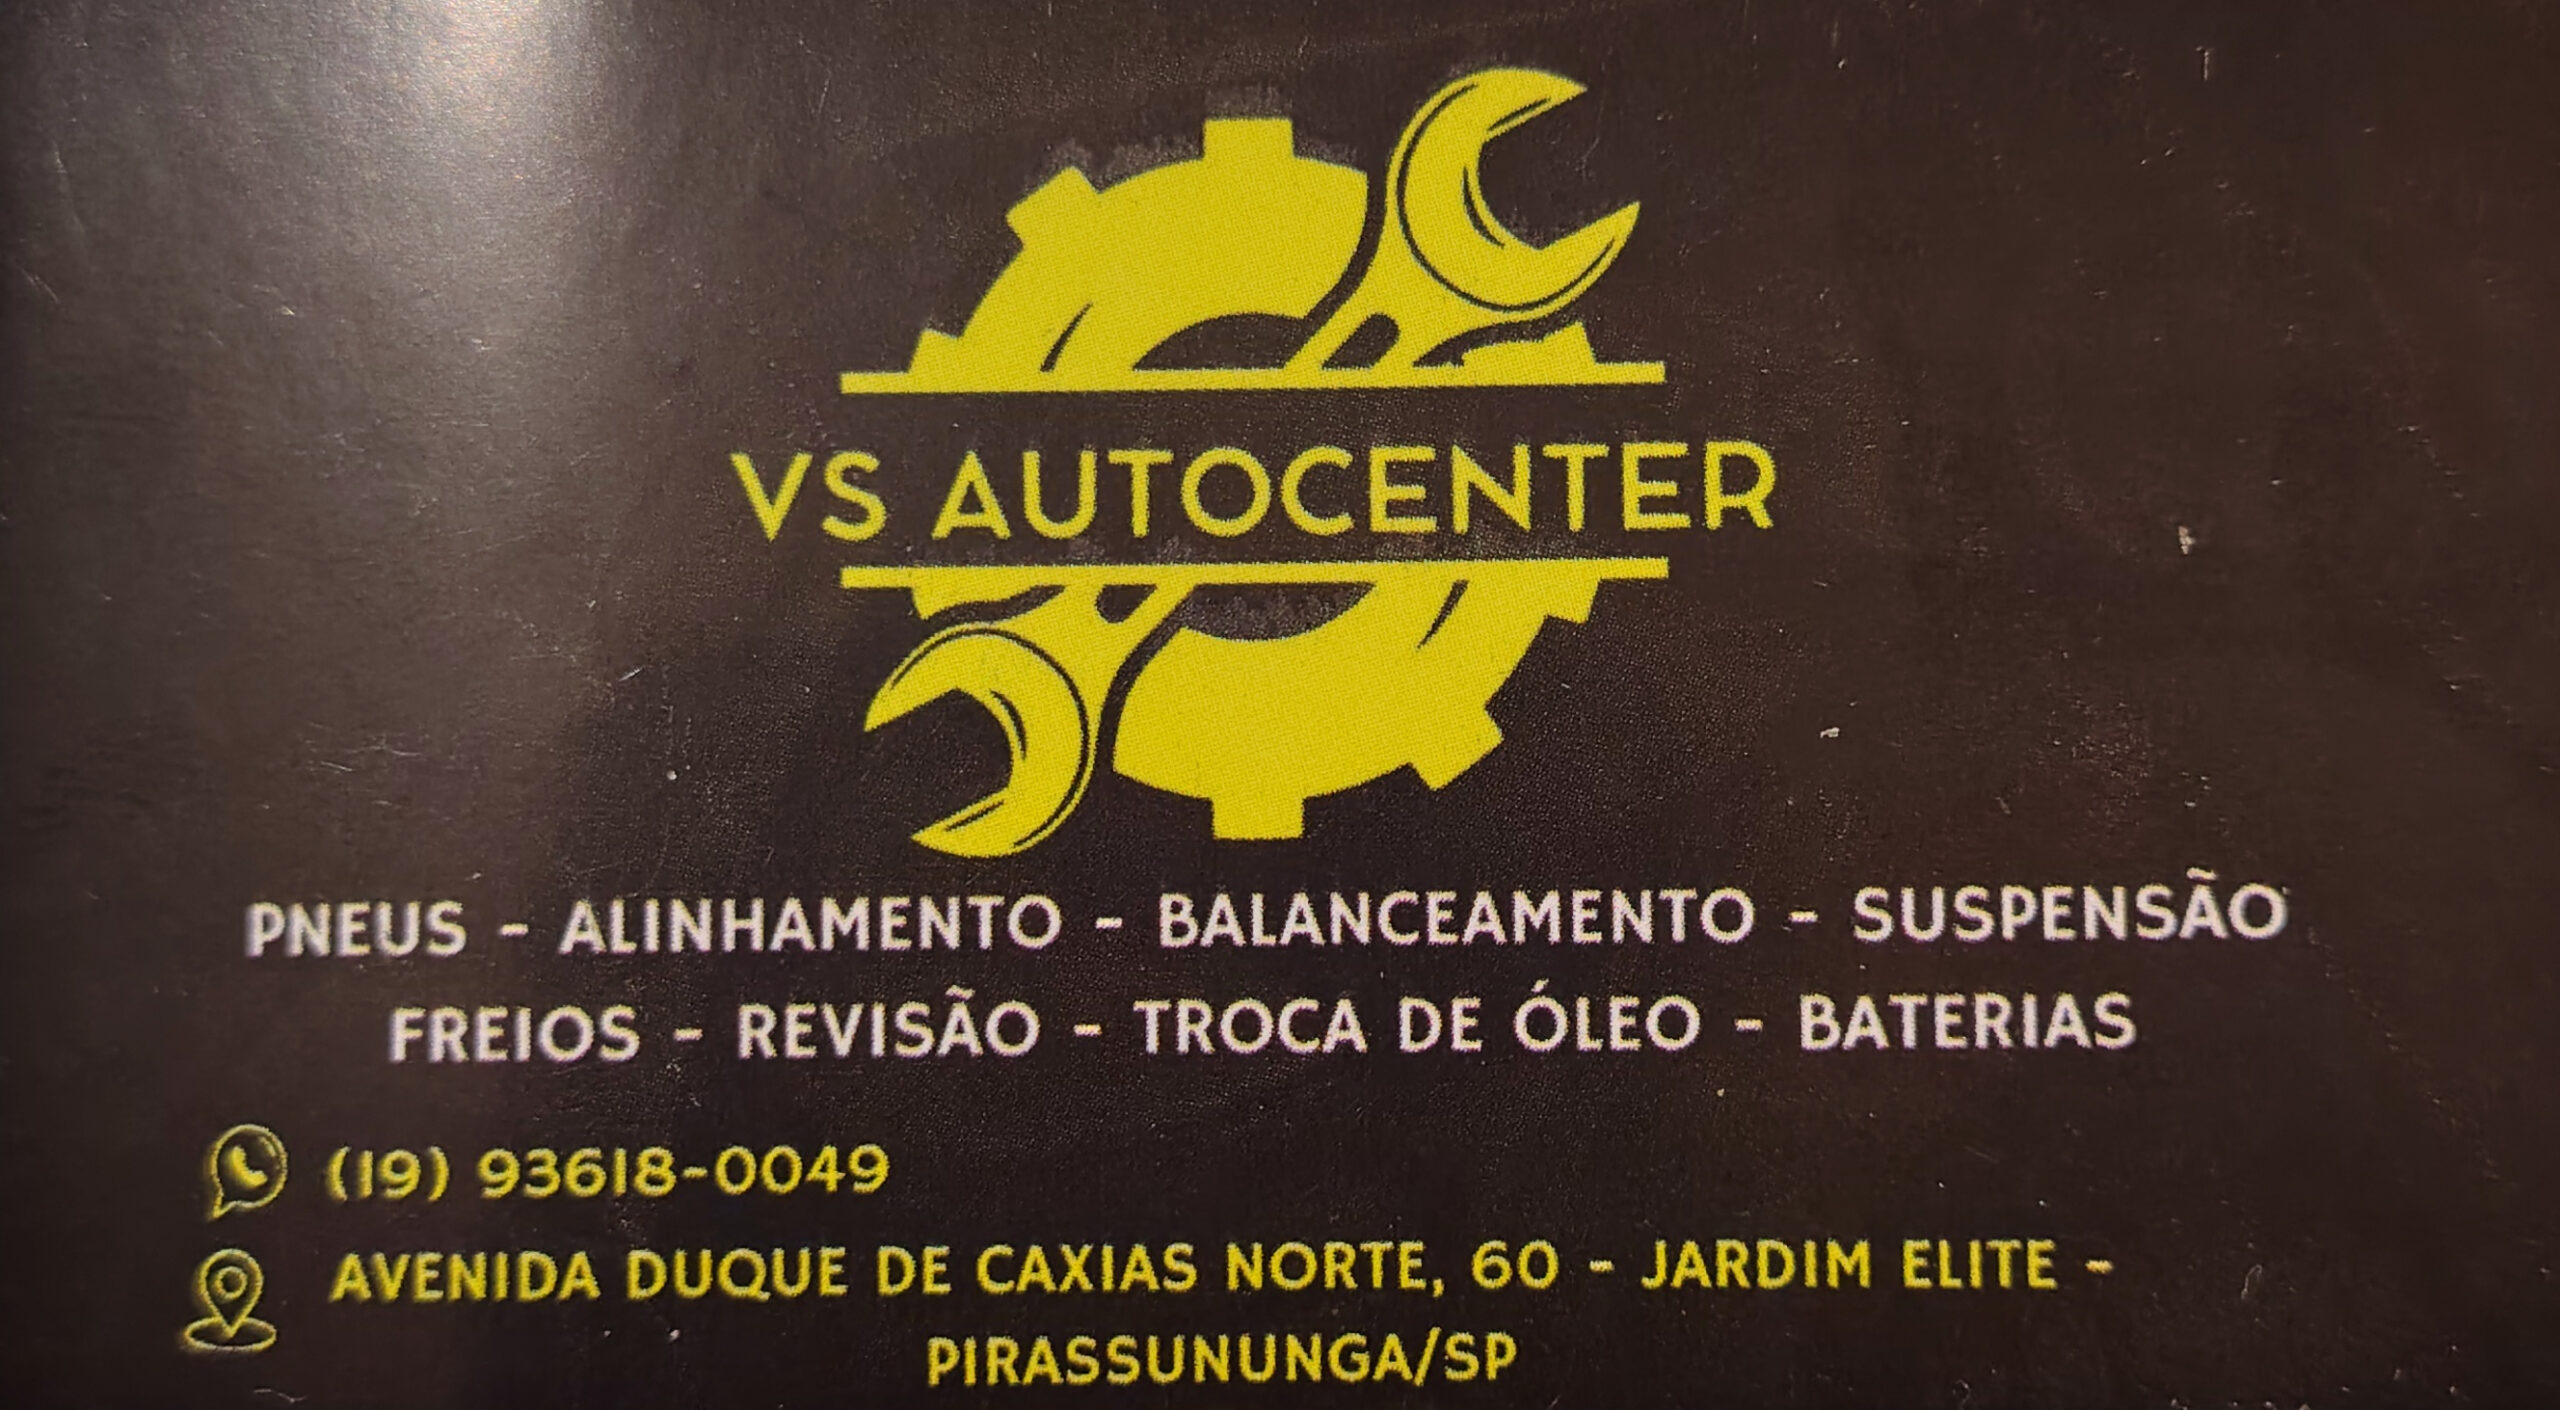 VS AUTOCENTER
PNEUS - ALINHAMENTO - BALANCEAMENTO - SUSPENSÃO
FREIOS - REVISÃO - TROCA DE ÓLEO - BATERIAS
(19) 93618-0049
AVENIDA DUQUE DE CAXIAS NORTE, 60 - JARDIM ELITE -
PIRASSUNUNGA/SP